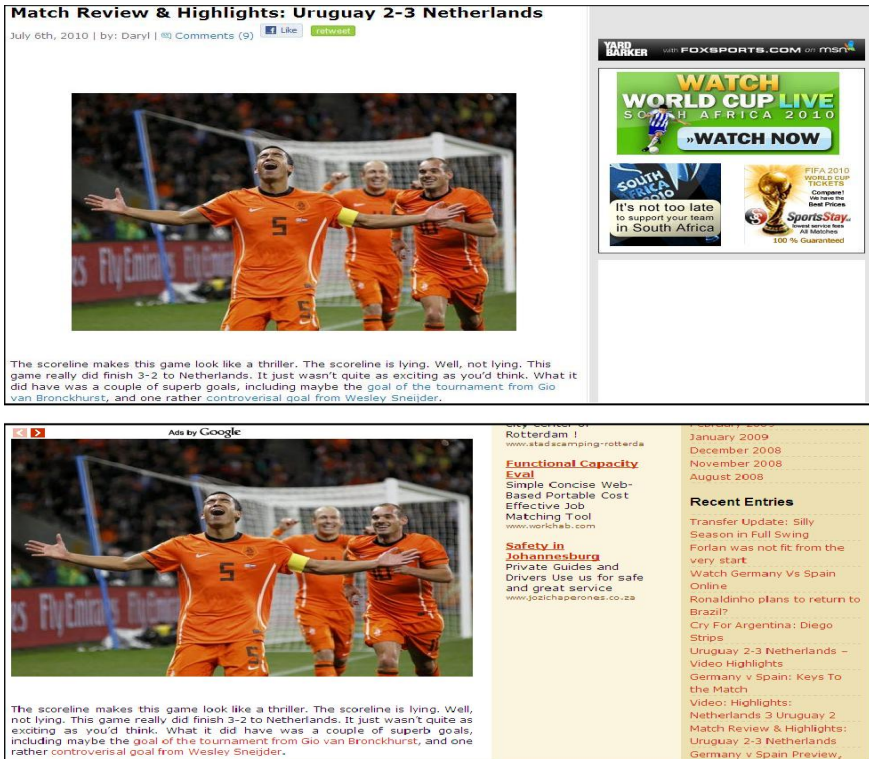 Match Review & Highlights: Uruguay 2-3 Netherlands
July 6th, 2010 | by: Daryl | Comments (9) Like retweet
Fly Emirates
5
5
10
The scoreline makes this game look like a thriller. The scoreline is lying. Well, not lying. This
game really did finish 3-2 to Netherlands. It just wasn't quite as exciting as you'd think. What it
did have was a couple of superb goals, including maybe the goal of the tournament from Gio
van Bronckhurst, and one rather controverisal goal from Wesley Sneijder.
YARD
BARKER with FOXSPORTS.COM on msn
WATCH
WORLD CUP LIVE
SOUTH AFRICA 2010
»WATCH NOW
SOUTH
AFRICA
2010
It's not too late
to support your team
in South Africa
FIFA 2010
WORLD CUP
TICKETS
Compare!
We have the
Best Prices
SportsStay
lowest service fees
All Matches
100 % Guaranteed
Ads by Google
Fly Emirates
5
5
10
The scoreline makes this game look like a thriller. The scoreline is lying. Well,
not lying. This game really did finish 3-2 to Netherlands. It just wasn't quite as
exciting as you'd think. What it did have was a couple of superb goals,
including maybe the goal of the tournament from Gio van Bronckhurst, and one
rather controverisal goal from Wesley Sneijder.
City Center of
Rotterdam !
www.stadscamping-rotterda
Functional Capacity
Eval
Simple Concise Web-
Based Portable Cost
Effective Job
Matching Tool
www.workhab.com
Safety in
Johannesburg
Private Guides and
Drivers Use us for safe
and great service
www.jozichaperones.co.za
February 2009
January 2009
December 2008
November 2008
August 2008
Recent Entries
Transfer Update: Silly
Season in Full Swing
Forlan was not fit from the
very start
Watch Germany Vs Spain
Online
Ronaldinho plans to return to
Brazil?
Cry For Argentina: Diego
Strips
Uruguay 2-3 Netherlands –
Video Highlights
Germany v Spain: Keys To
the Match
Video: Highlights:
Netherlands 3 Uruguay 2
Match Review & Highlights:
Uruguay 2-3 Netherlands
Germany v Spain Preview,